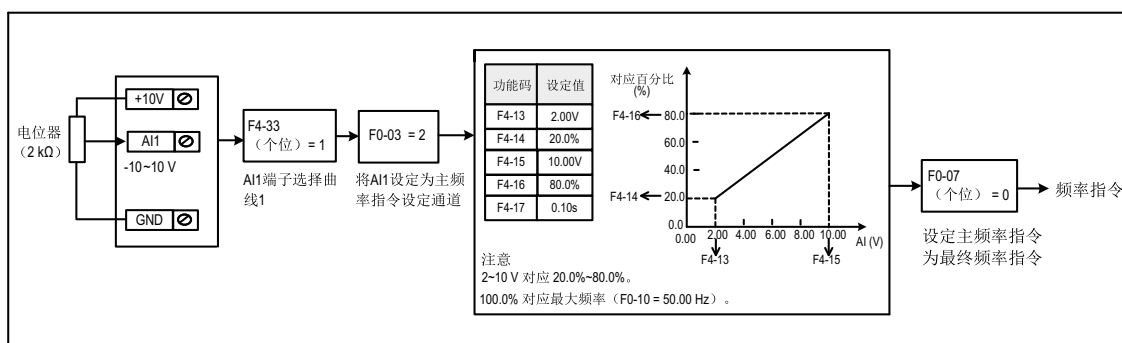 电位器
（2 kΩ）
+10V
AI1
-10~10 V
GND
F4-33
（个位）= 1
AI1端子选择曲
线1
F0-03 = 2
将AI1设定为主频
率指令设定通道
功能码 设定值
F4-13 2.00V
F4-14 20.0%
F4-15 10.00V
F4-16 80.0%
F4-17 0.10s
对应百分比
(%)
F4-16 80.0
60.0
40.0
F4-14 20.0
0.0
0.00 2.00 4.00 6.00 8.00 10.00 AI (V)
F4-13 F4-15
注意
2~10 V 对应 20.0%~80.0%。
100.0% 对应最大频率（F0-10 = 50.00 Hz）。
F0-07
（个位）= 0
设定主频率指令
为最终频率指令
频率指令